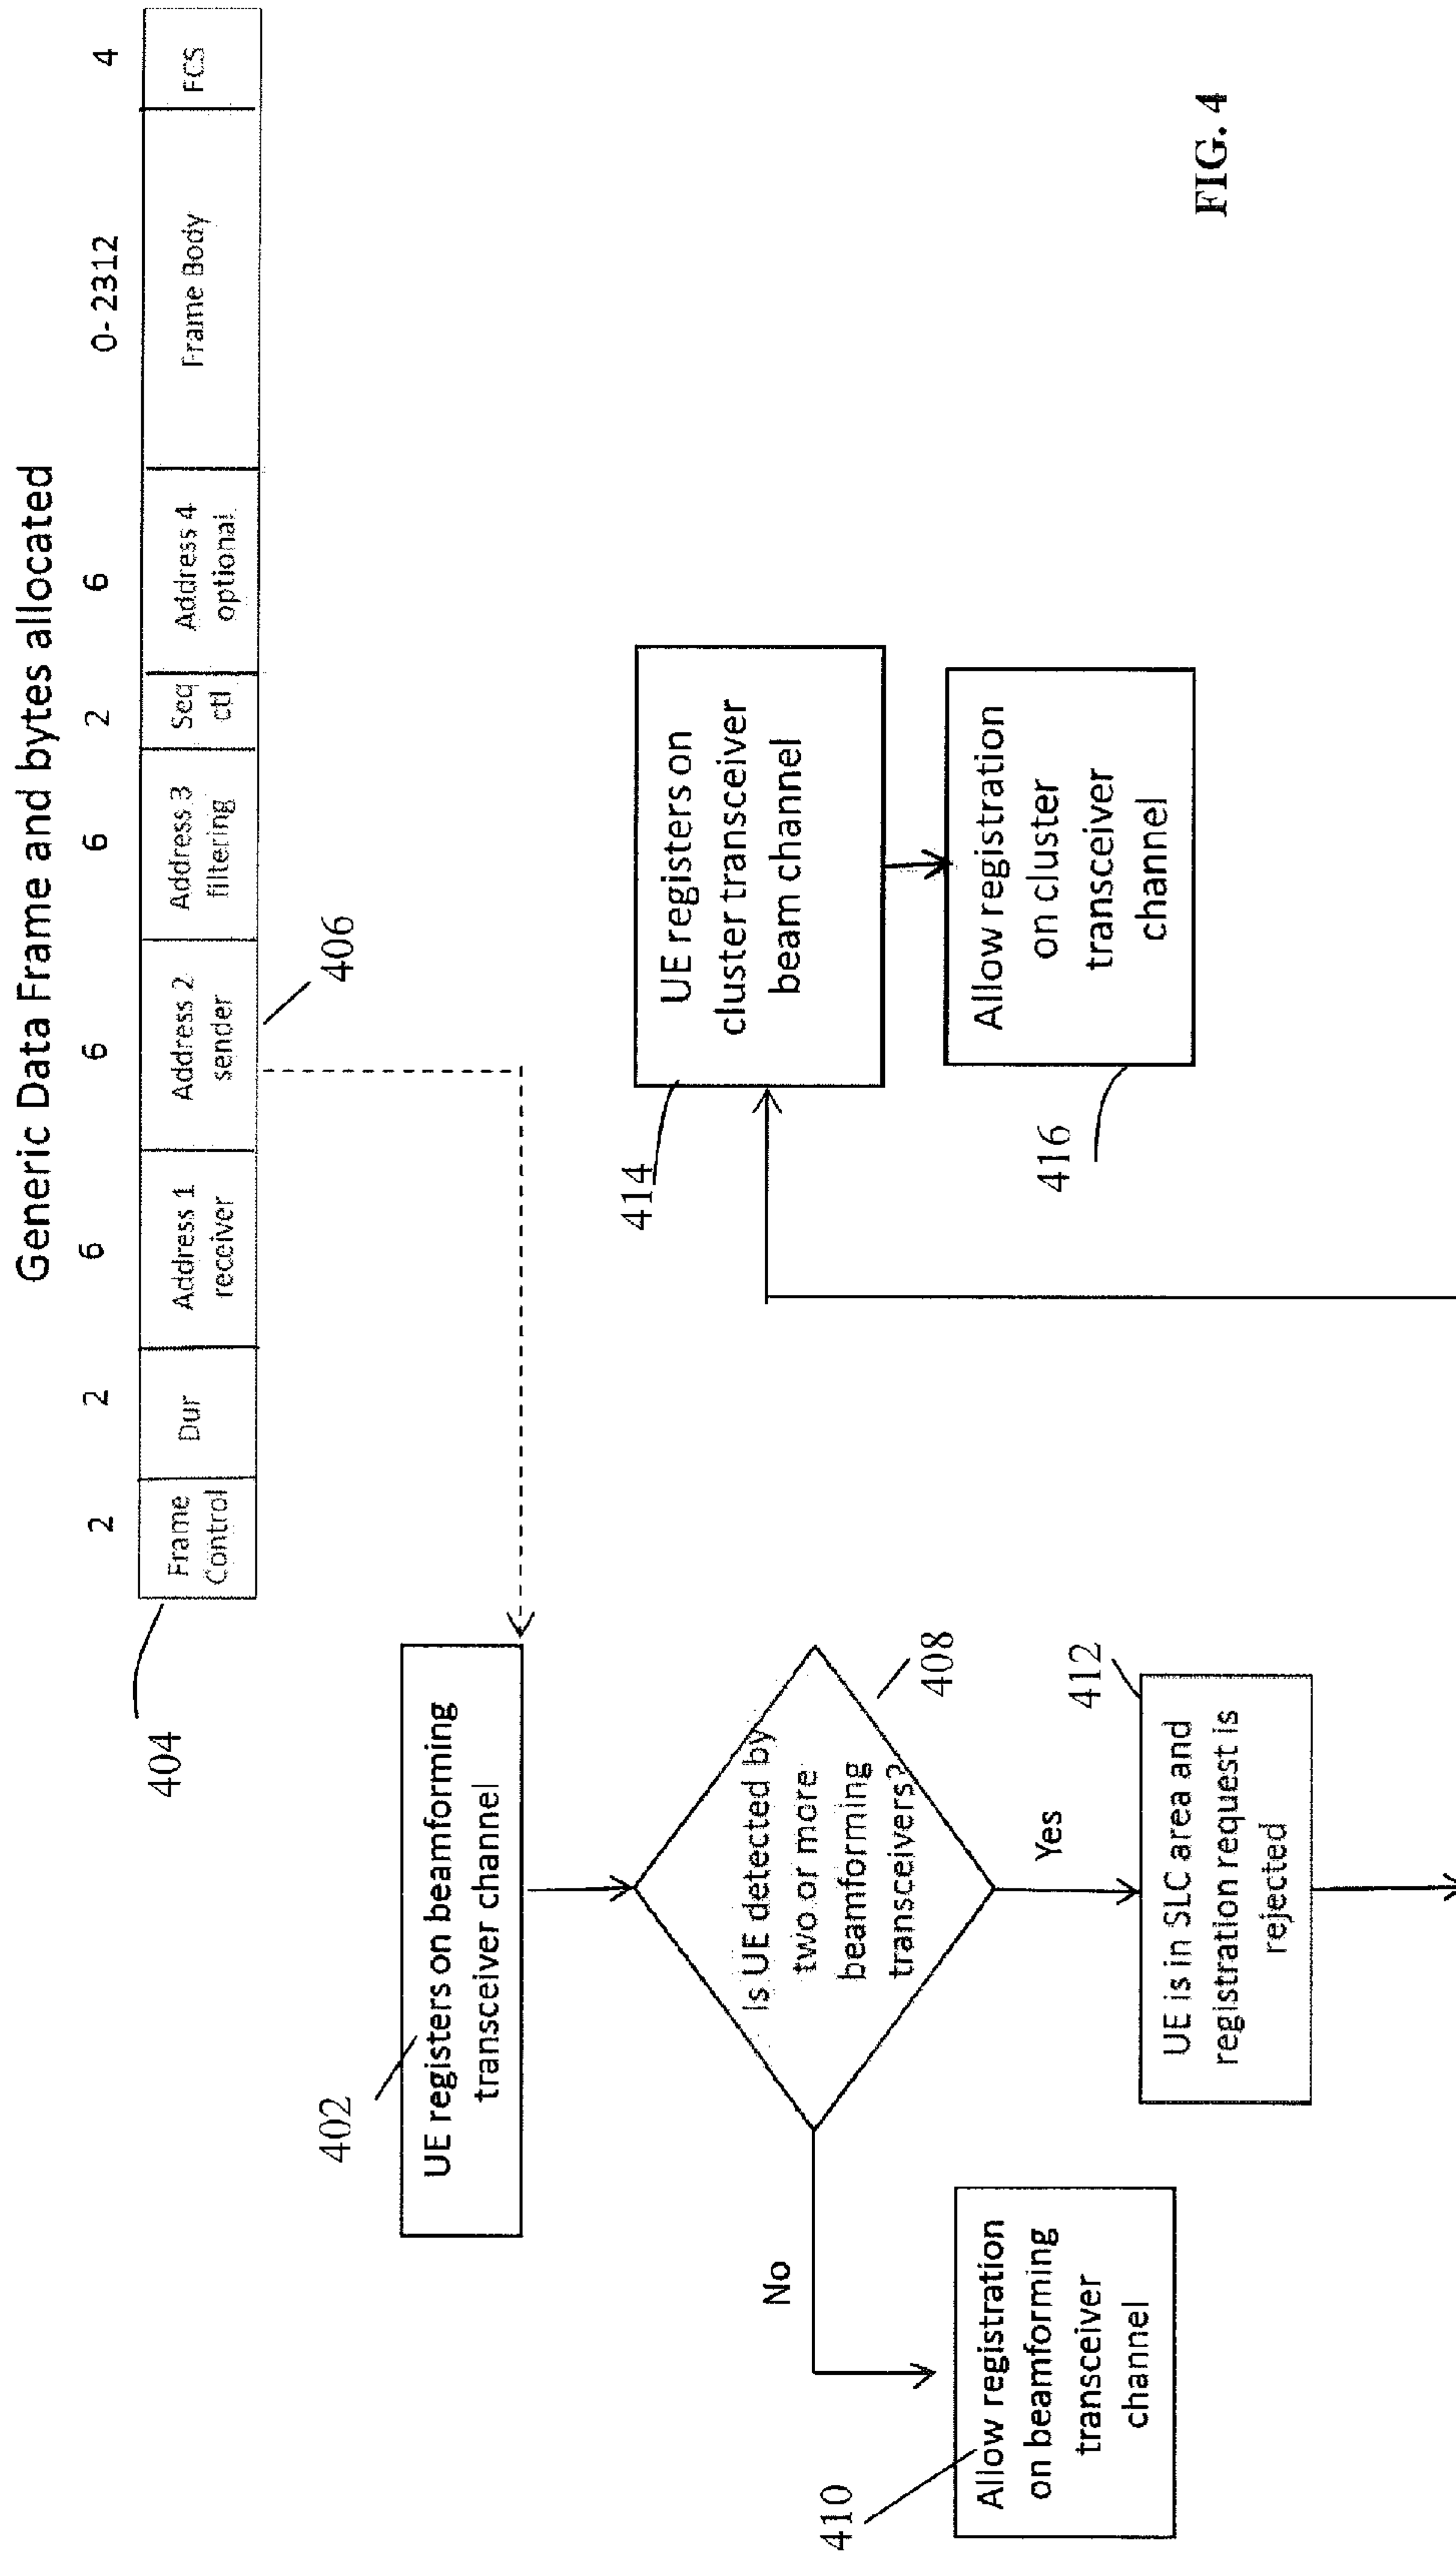 Generic Data Frame and bytes allocated
2
2
6
6
6
2
6
0-2312
4
Frame
Control
Dur
Address 1
receiver
Address 2
sender
Address 3
filtering
Seq
ctl
Address 4
optional
Frame Body
FCS
404
406
402
UE registers on beamforming
transceiver channel
408
Is UE detected by
two or more
beamforming
transceivers?
No
Yes
410
Allow registration
on beamforming
transceiver
channel
412
UE is in SLC area and
registration request is
rejected
414
UE registers on
cluster transceiver
beam channel
416
Allow registration
on cluster
transceiver
channel
FIG. 4